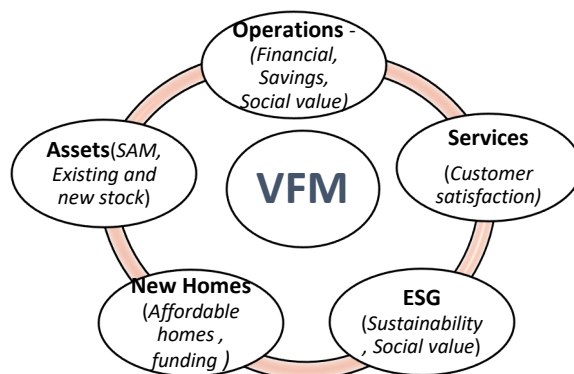 Operations -
(Financial,
Savings,
Social value)
Services
(Customer
satisfaction)
ESG
(Sustainability
, Social value)
New Homes
(Affordable
homes ,
funding )
Assets(SAM,
Existing and
new stock)
VFM